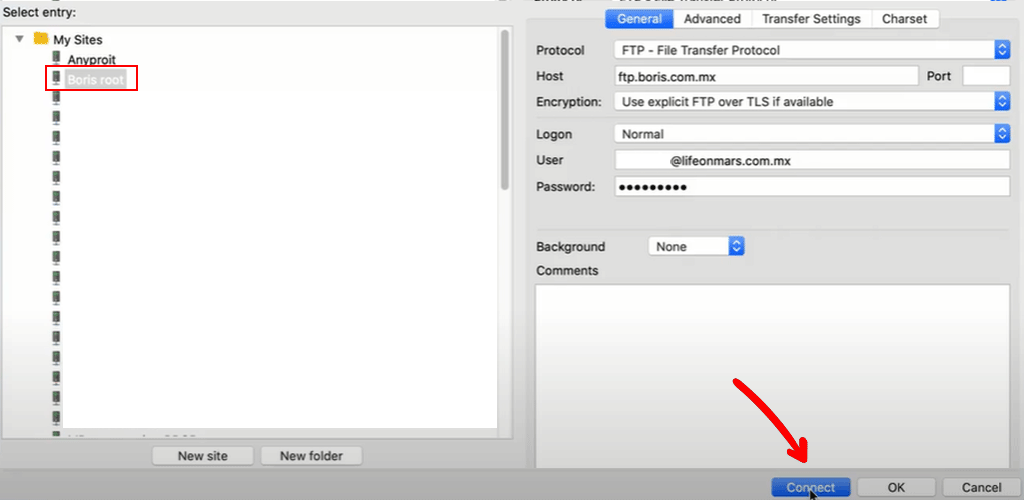 Select entry:
My Sites
Anyproit
Boris root
New site
New folder
General
Advanced
Transfer Settings
Charset
Protocol
FTP - File Transfer Protocol
Host
ftp.boris.com.mx
Port
Encryption:
Use explicit FTP over TLS if available
Logon
Normal
User
@lifeonmars.com.mx
Password:
●●●●●●●●●
Background
None
Comments
Connect
OK
Cancel